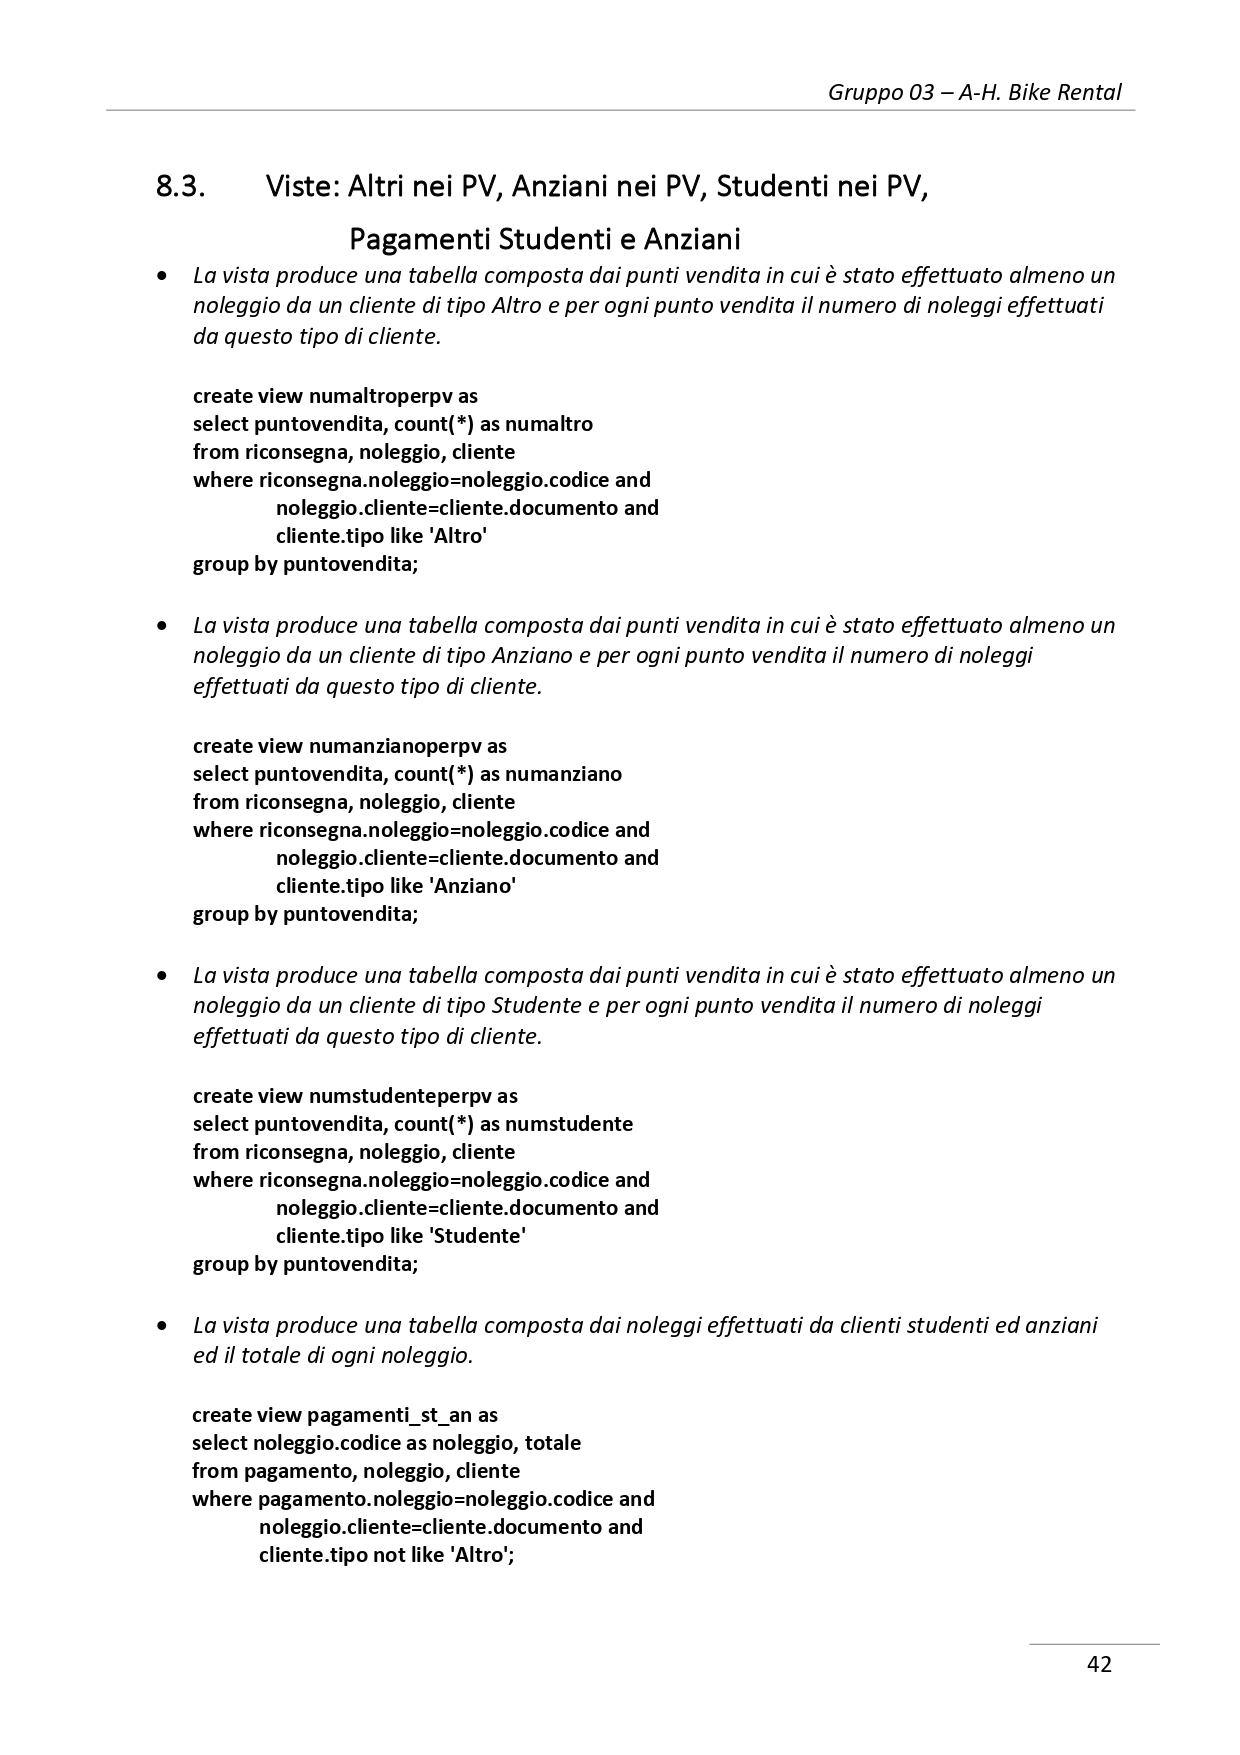 Gruppo 03 – A-H. Bike Rental
8.3. Viste: Altri nei PV, Anziani nei PV, Studenti nei PV,
Pagamenti Studenti e Anziani
• La vista produce una tabella composta dai punti vendita in cui è stato effettuato almeno un
noleggio da un cliente di tipo Altro e per ogni punto vendita il numero di noleggi effettuati
da questo tipo di cliente.
create view numaltroperpv as
select puntovendita, count(*) as numaltro
from riconsegna, noleggio, cliente
where riconsegna.noleggio=noleggio.codice and
noleggio.cliente=cliente.documento and
cliente.tipo like 'Altro'
group by puntovendita;
• La vista produce una tabella composta dai punti vendita in cui è stato effettuato almeno un
noleggio da un cliente di tipo Anziano e per ogni punto vendita il numero di noleggi
effettuati da questo tipo di cliente.
create view numanzianoperpv as
select puntovendita, count(*) as numanziano
from riconsegna, noleggio, cliente
where riconsegna.noleggio=noleggio.codice and
noleggio.cliente=cliente.documento and
cliente.tipo like 'Anziano'
group by puntovendita;
• La vista produce una tabella composta dai punti vendita in cui è stato effettuato almeno un
noleggio da un cliente di tipo Studente e per ogni punto vendita il numero di noleggi
effettuati da questo tipo di cliente.
create view numstudenteperpv as
select puntovendita, count(*) as numstudente
from riconsegna, noleggio, cliente
where riconsegna.noleggio=noleggio.codice and
noleggio.cliente=cliente.documento and
cliente.tipo like 'Studente'
group by puntovendita;
• La vista produce una tabella composta dai noleggi effettuati da clienti studenti ed anziani
ed il totale di ogni noleggio.
create view pagamenti_st_an as
select noleggio.codice as noleggio, totale
from pagamento, noleggio, cliente
where pagamento.noleggio=noleggio.codice and
noleggio.cliente=cliente.documento and
cliente.tipo not like 'Altro';
42